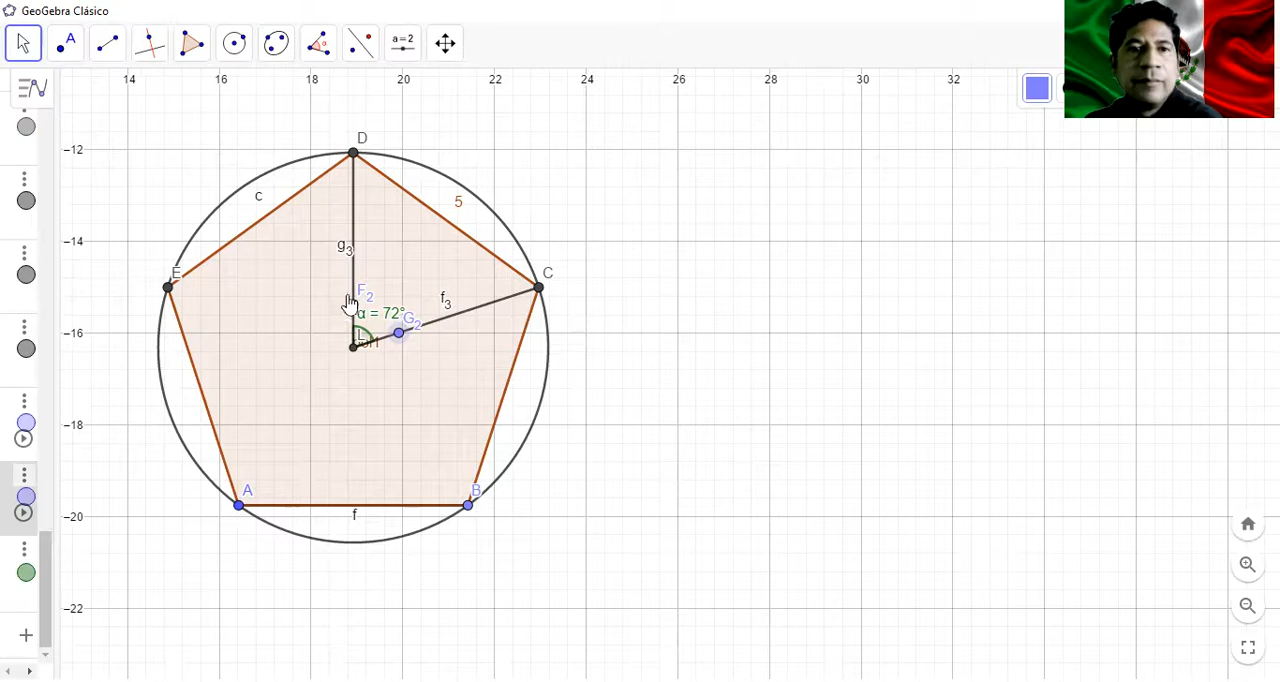 GeoGebra Clásico
A
a = 2
14 16 18 20 22 24 26 28 30 32
D
-12
c
5
-14
g3
E
C
F2
f3
α = 72°
G2
-16
L
-18
A
B
f
-20
-22